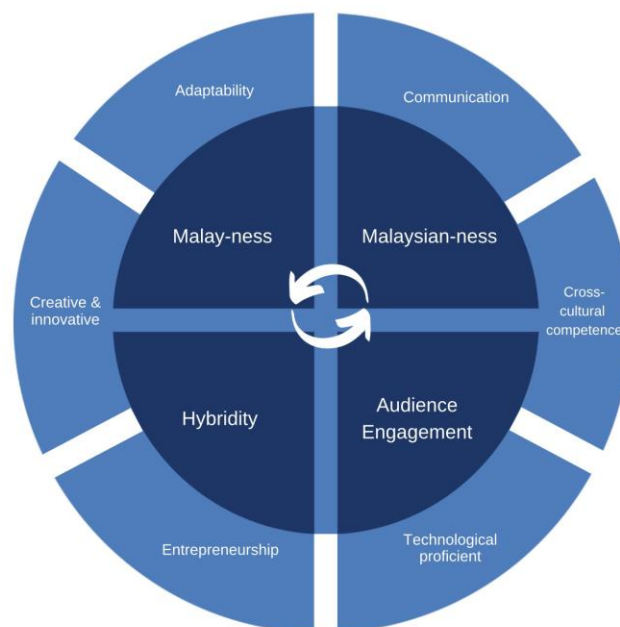 Adaptability
Communication
Malay-ness
Malaysian-ness
Creative &
innovative
Cross-
cultural
competence
Hybridity
Audience
Engagement
Entrepreneurship
Technological
proficient